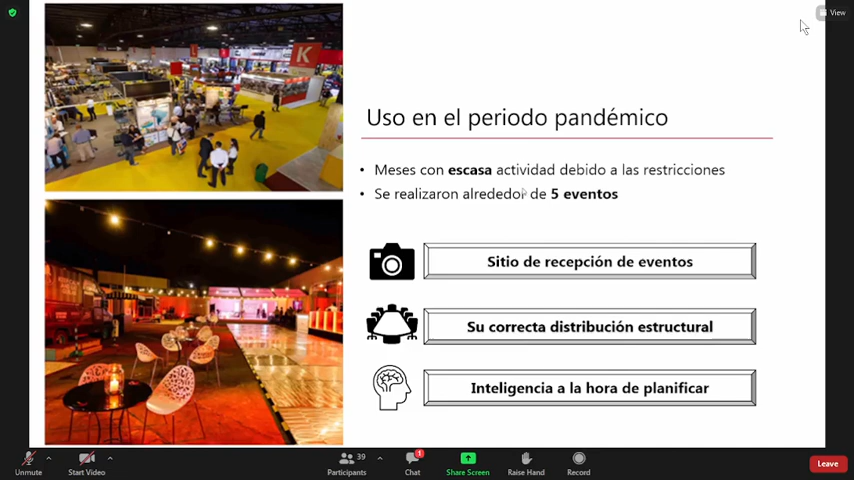 View
K
Uso en el periodo pandémico
• Meses con escasa actividad debido a las restricciones
• Se realizaron alrededor de 5 eventos
Sitio de recepción de eventos
Su correcta distribución estructural
Inteligencia a la hora de planificar
Unmute
Start Video
39
Participants
1
Chat
Share Screen
Raise Hand
Record
Leave